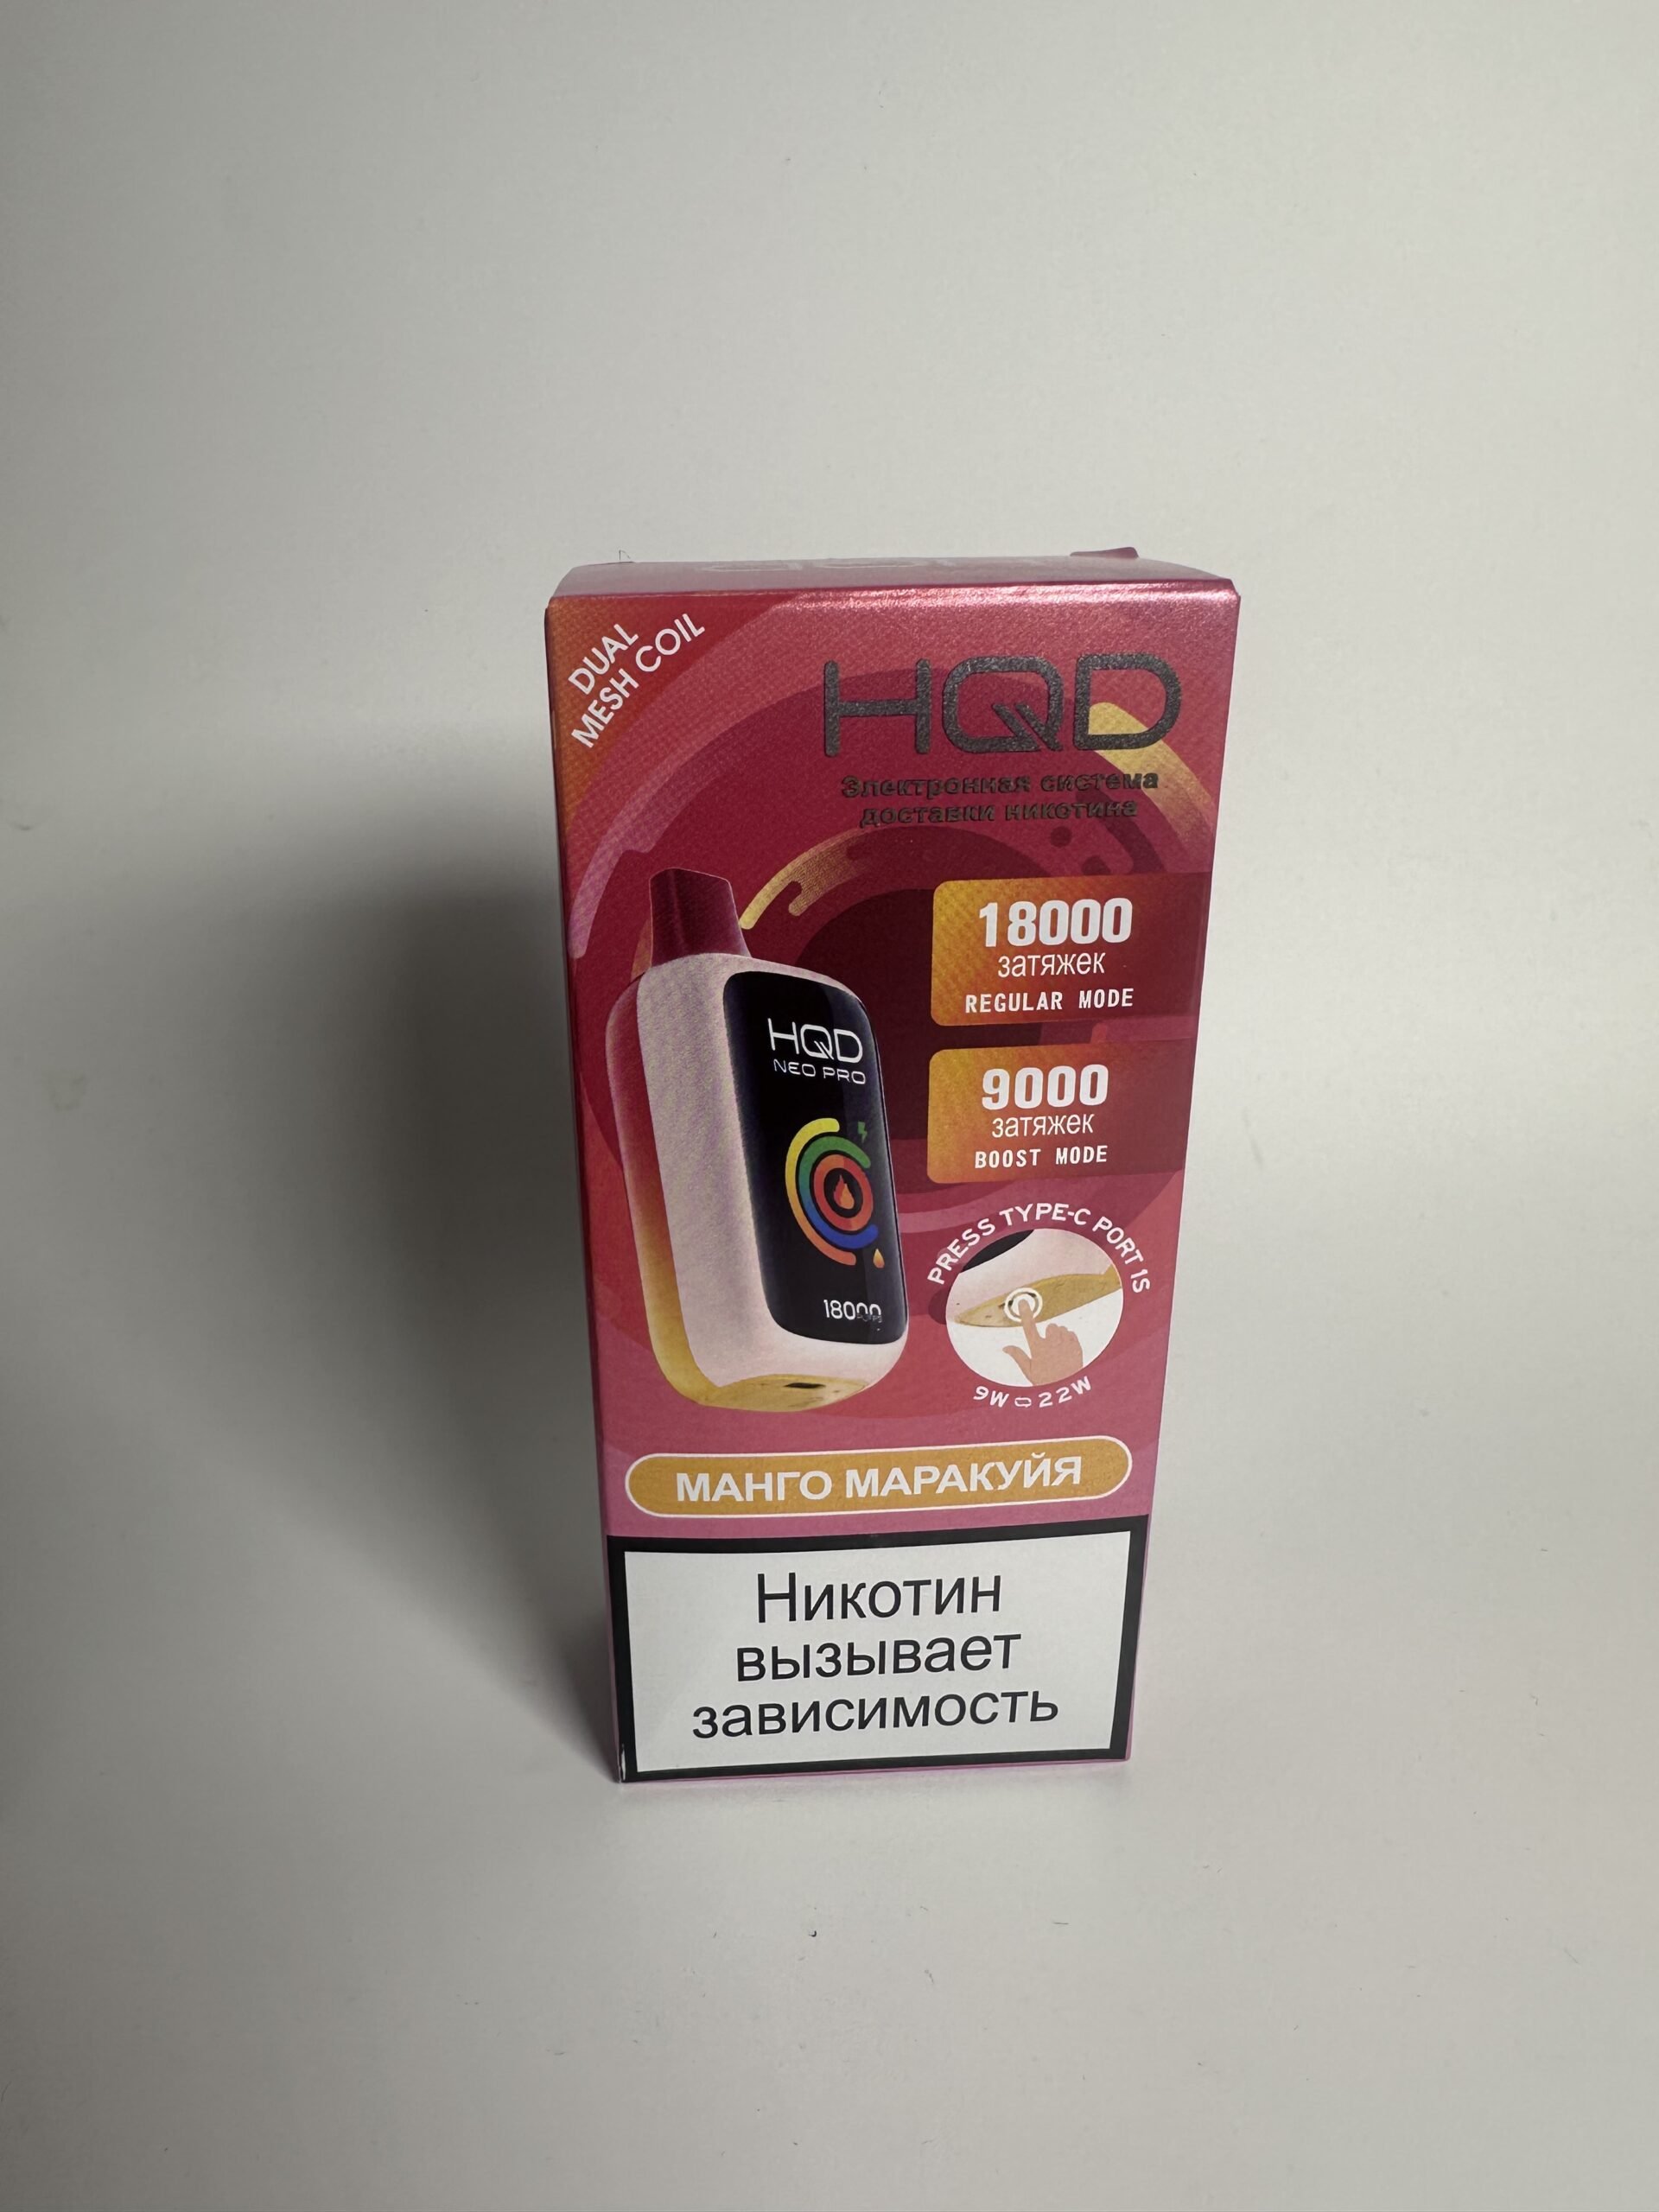 DUAL
MESH COIL
HQD
Электронная система
доставки никотина
18000
затяжек
REGULAR MODE
9000
затяжек
BOOST MODE
HQD
NEO PRO
18000
PRESS TYPE-C PORT 1S
9W 22W
МАНГО МАРАКУЙЯ
Никотин
вызывает
зависимость